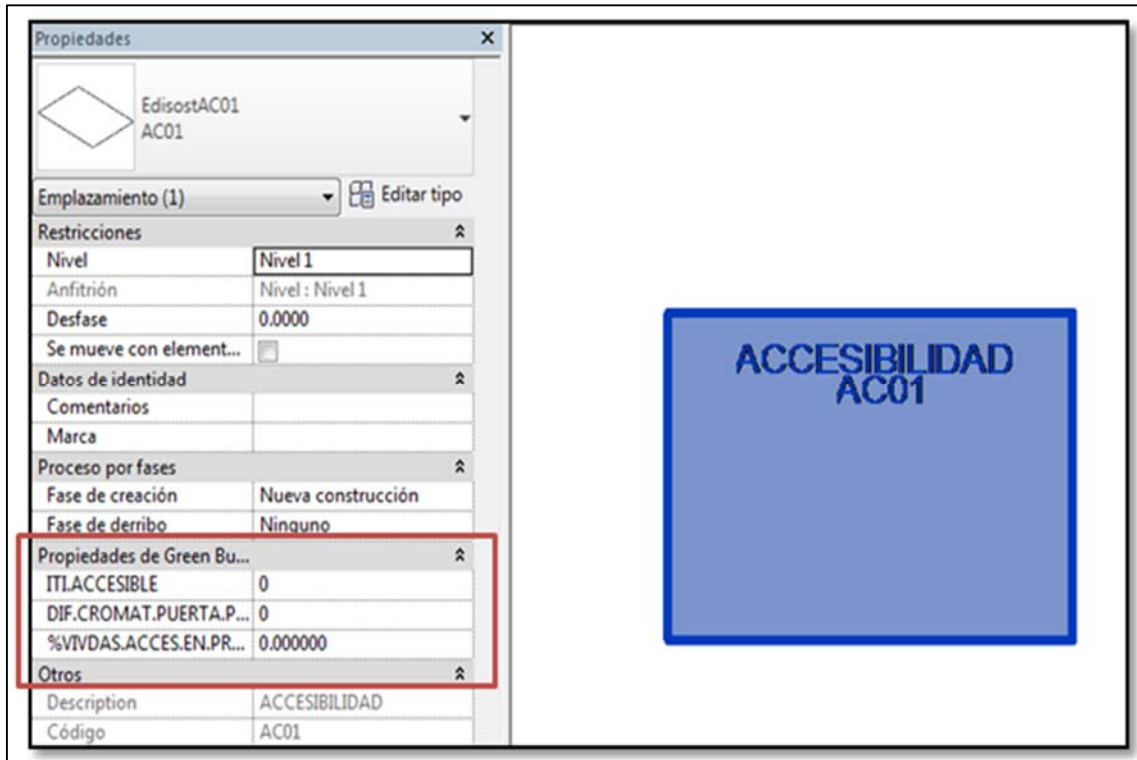 Propiedades
EdisostAC01
AC01
Emplazamiento (1) Editar tipo
Restricciones
Nivel Nivel 1
Anfitrión Nivel : Nivel 1
Desfase 0.0000
Se mueve con element...
Datos de identidad
Comentarios
Marca
Proceso por fases
Fase de creación Nueva construcción
Fase de derribo Ninguno
Propiedades de Green Bu...
ITI.ACCESIBLE 0
DIF.CROMAT.PUERTA.P... 0
%VIVDAS.ACCES.EN.PR... 0.000000
Otros
Description ACCESIBILIDAD
Código AC01
ACCESIBILIDAD
AC01